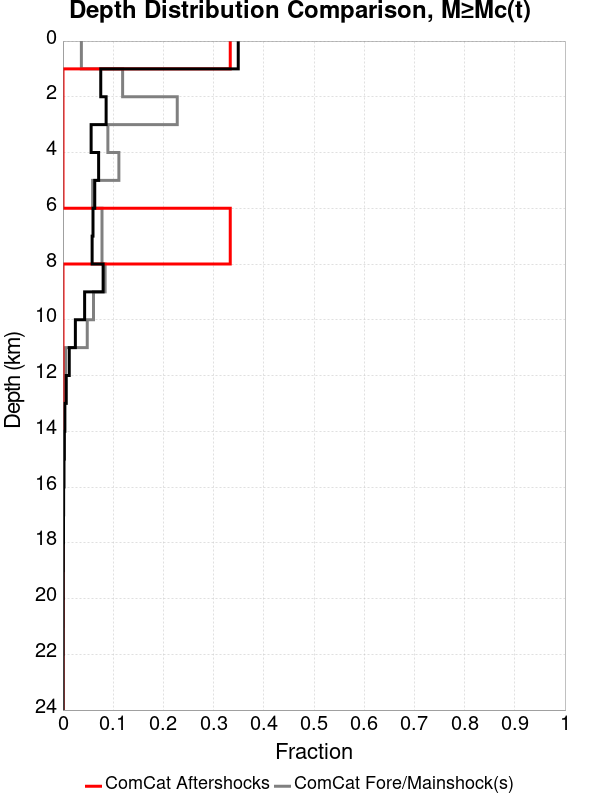 Depth Distribution Comparison, M≥Mc(t)
0
2
4
6
8
10
12
14
16
18
20
22
24
Depth (km)
0 0.1 0.2 0.3 0.4 0.5 0.6 0.7 0.8 0.9 1
Fraction
ComCat Aftershocks ComCat Fore/Mainshock(s)